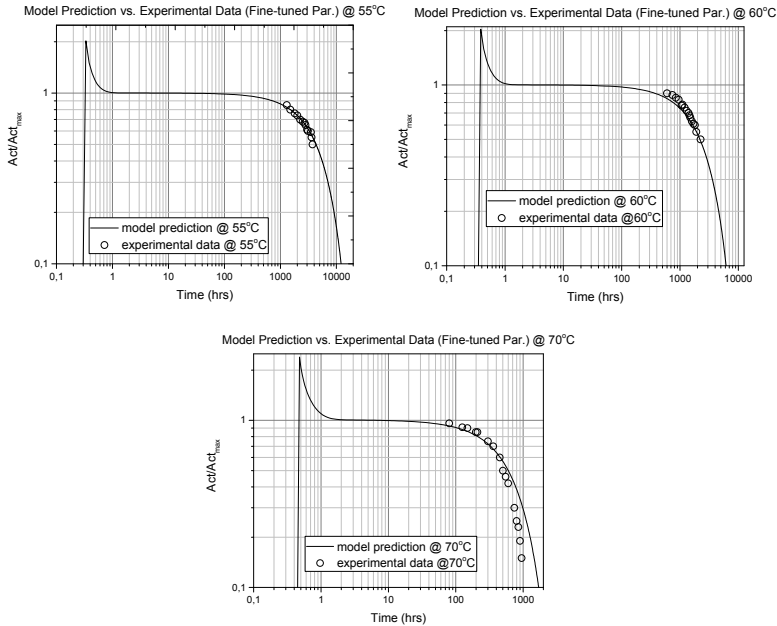 Model Prediction vs. Experimental Data (Fine-tuned Par.) @ 55°C
1
0,1
Act/Act_max
model prediction @ 55°C
experimental data @ 55°C
0,1 1 10 100 1000 10000
Time (hrs)
Model Prediction vs. Experimental Data (Fine-tuned Par.) @ 60°C
1
0,1
Act/Act_max
model prediction @ 60°C
experimental data @60°C
0,1 1 10 100 1000 10000
Time (hrs)
Model Prediction vs. Experimental Data (Fine-tuned Par.) @ 70°C
1
0,1
Act/Act_max
model prediction @ 70°C
experimental data @70°C
0,1 1 10 100 1000
Time (hrs)